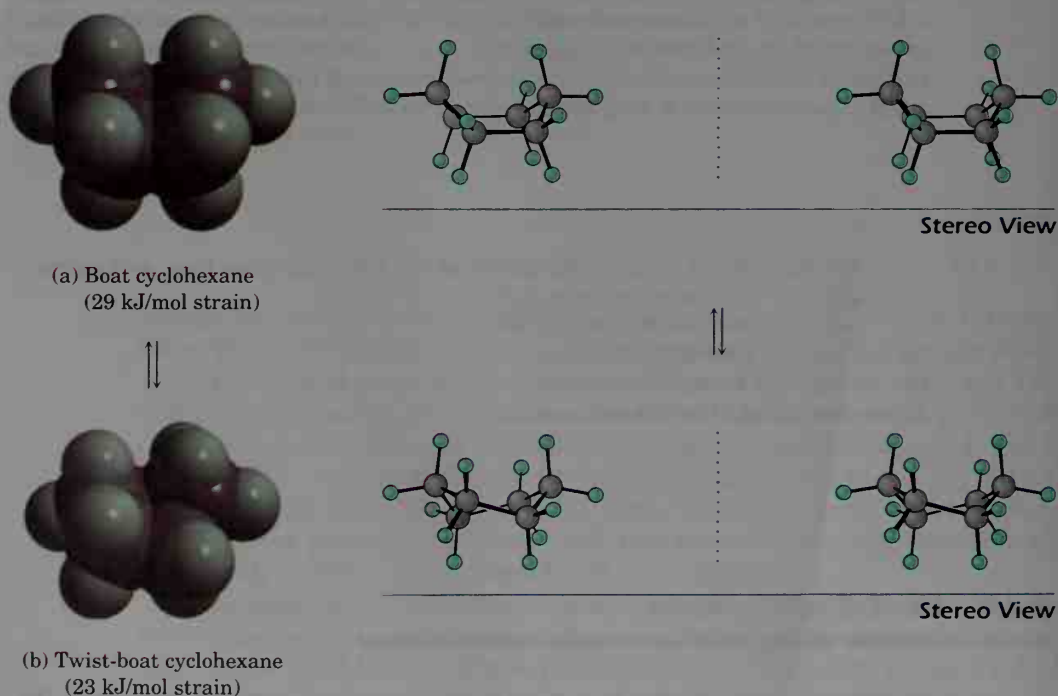 Stereo View
(a) Boat cyclohexane
(29 kJ/mol strain)
Stereo View
(b) Twist-boat cyclohexane
(23 kJ/mol strain)